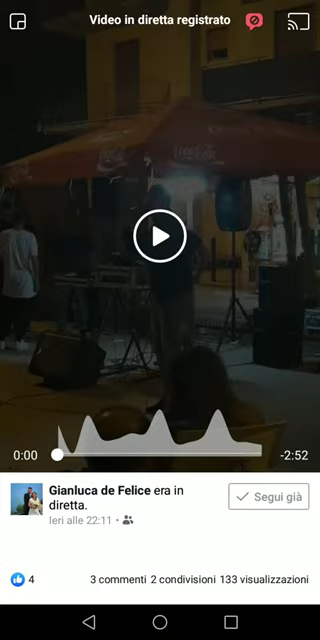 Video in diretta registrato
Coca-Cola
0:00
-2:52
Gianluca de Felice era in
diretta.
Segui già
Ieri alle 22:11 •
4
3 commenti 2 condivisioni 133 visualizzazioni